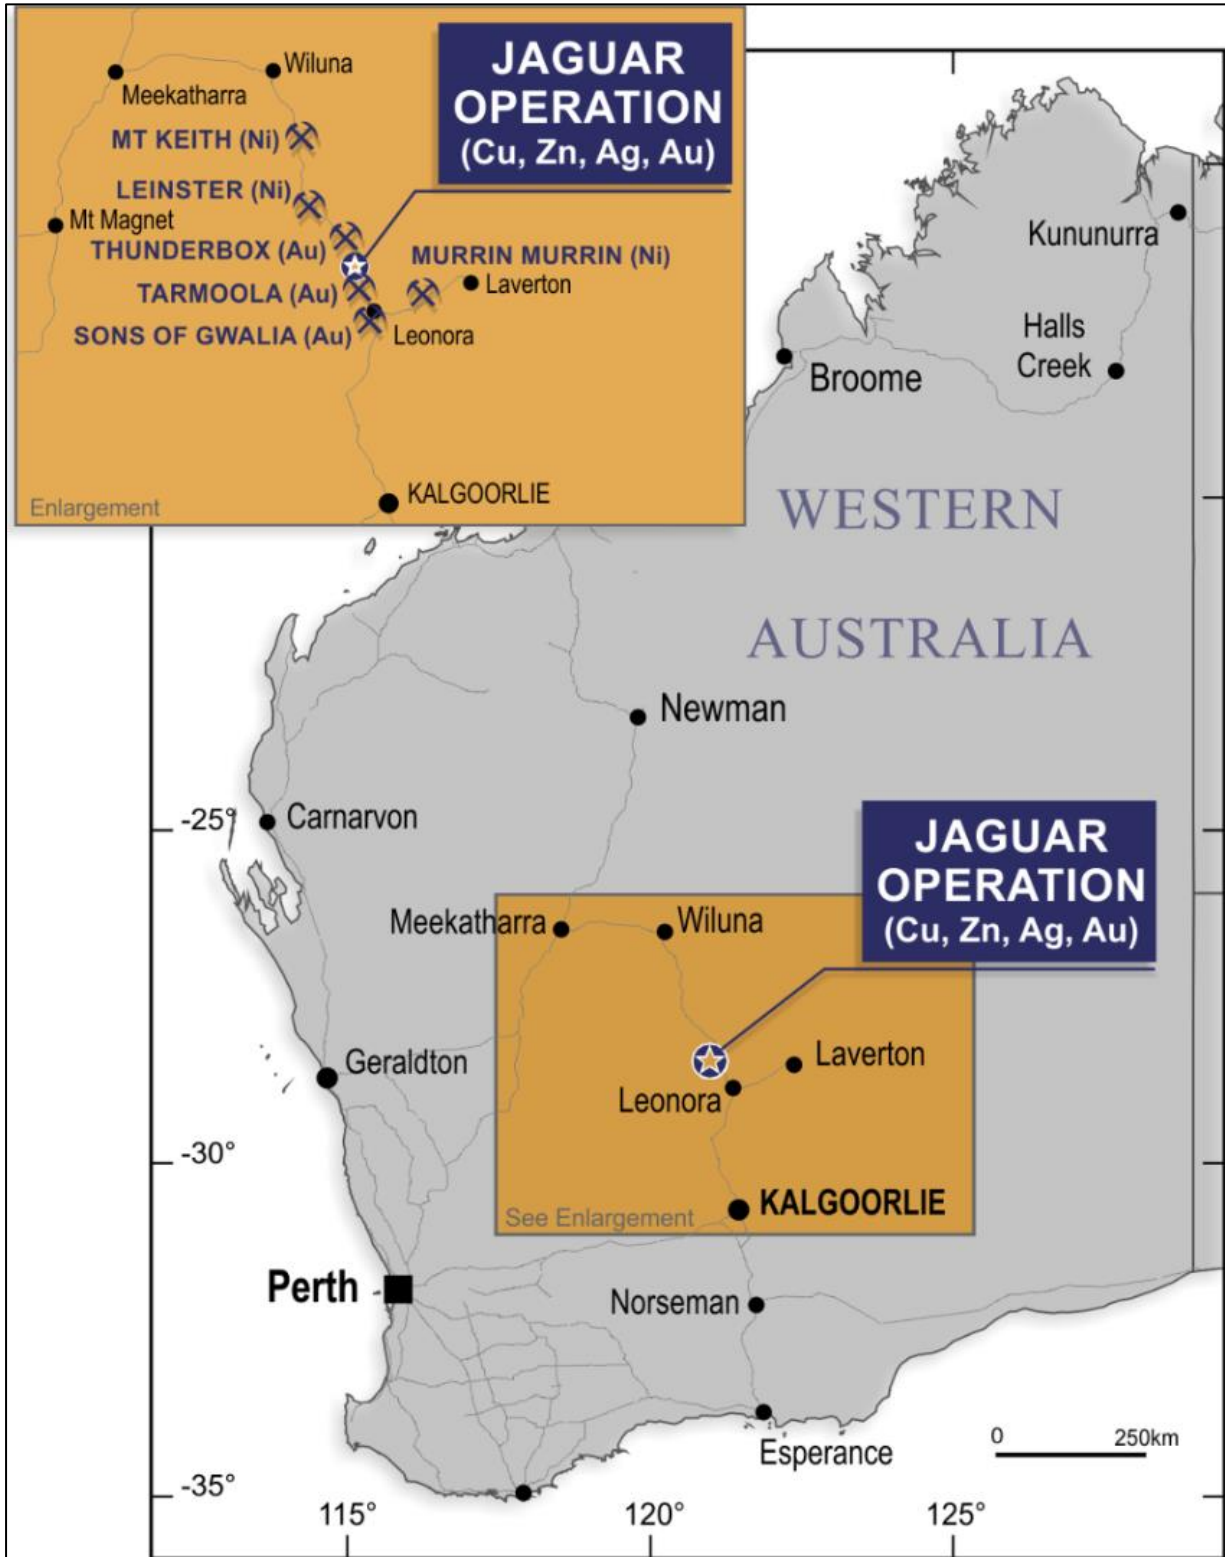 JAGUAR
OPERATION
(Cu, Zn, Ag, Au)
Wiluna
Meekatharra
MT KEITH (Ni)
LEINSTER (Ni)
Mt Magnet
THUNDERBOX (Au)
MURRIN MURRIN (Ni)
TARMOOLA (Au)
Laverton
SONS OF GWALIA (Au)
Leonora
KALGOORLIE
Enlargement
Kununurra
Halls
Creek
Broome
WESTERN
AUSTRALIA
Newman
-25°
Carnarvon
JAGUAR
OPERATION
(Cu, Zn, Ag, Au)
Meekatharra
Wiluna
Geraldton
Laverton
Leonora
-30°
KALGOORLIE
See Enlargement
Perth
Norseman
Esperance
0
250km
-35°
115°
120°
125°